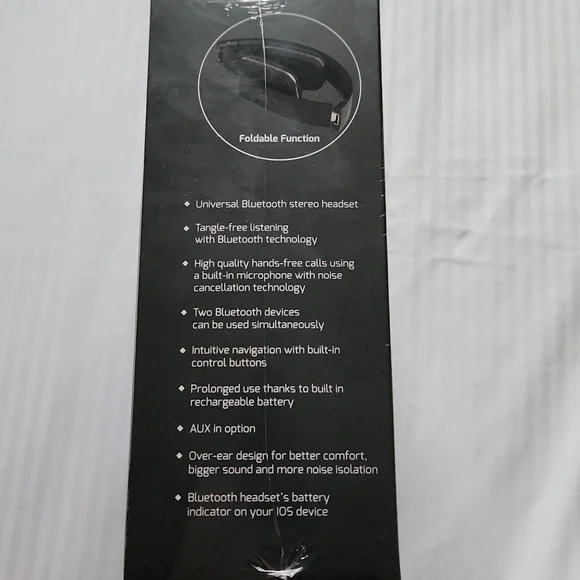 Foldable Function
❖ Universal Bluetooth stereo headset
❖ Tangle-free listening
with Bluetooth technology
❖ High quality hands-free calls using
a built-in microphone with noise
cancellation technology
❖ Two Bluetooth devices
can be used simultaneously
❖ Intuitive navigation with built-in
control buttons
❖ Prolonged use thanks to built in
rechargeable battery
❖ AUX in option
❖ Over-ear design for better comfort,
bigger sound and more noise isolation
❖ Bluetooth headset's battery
indicator on your IOS device